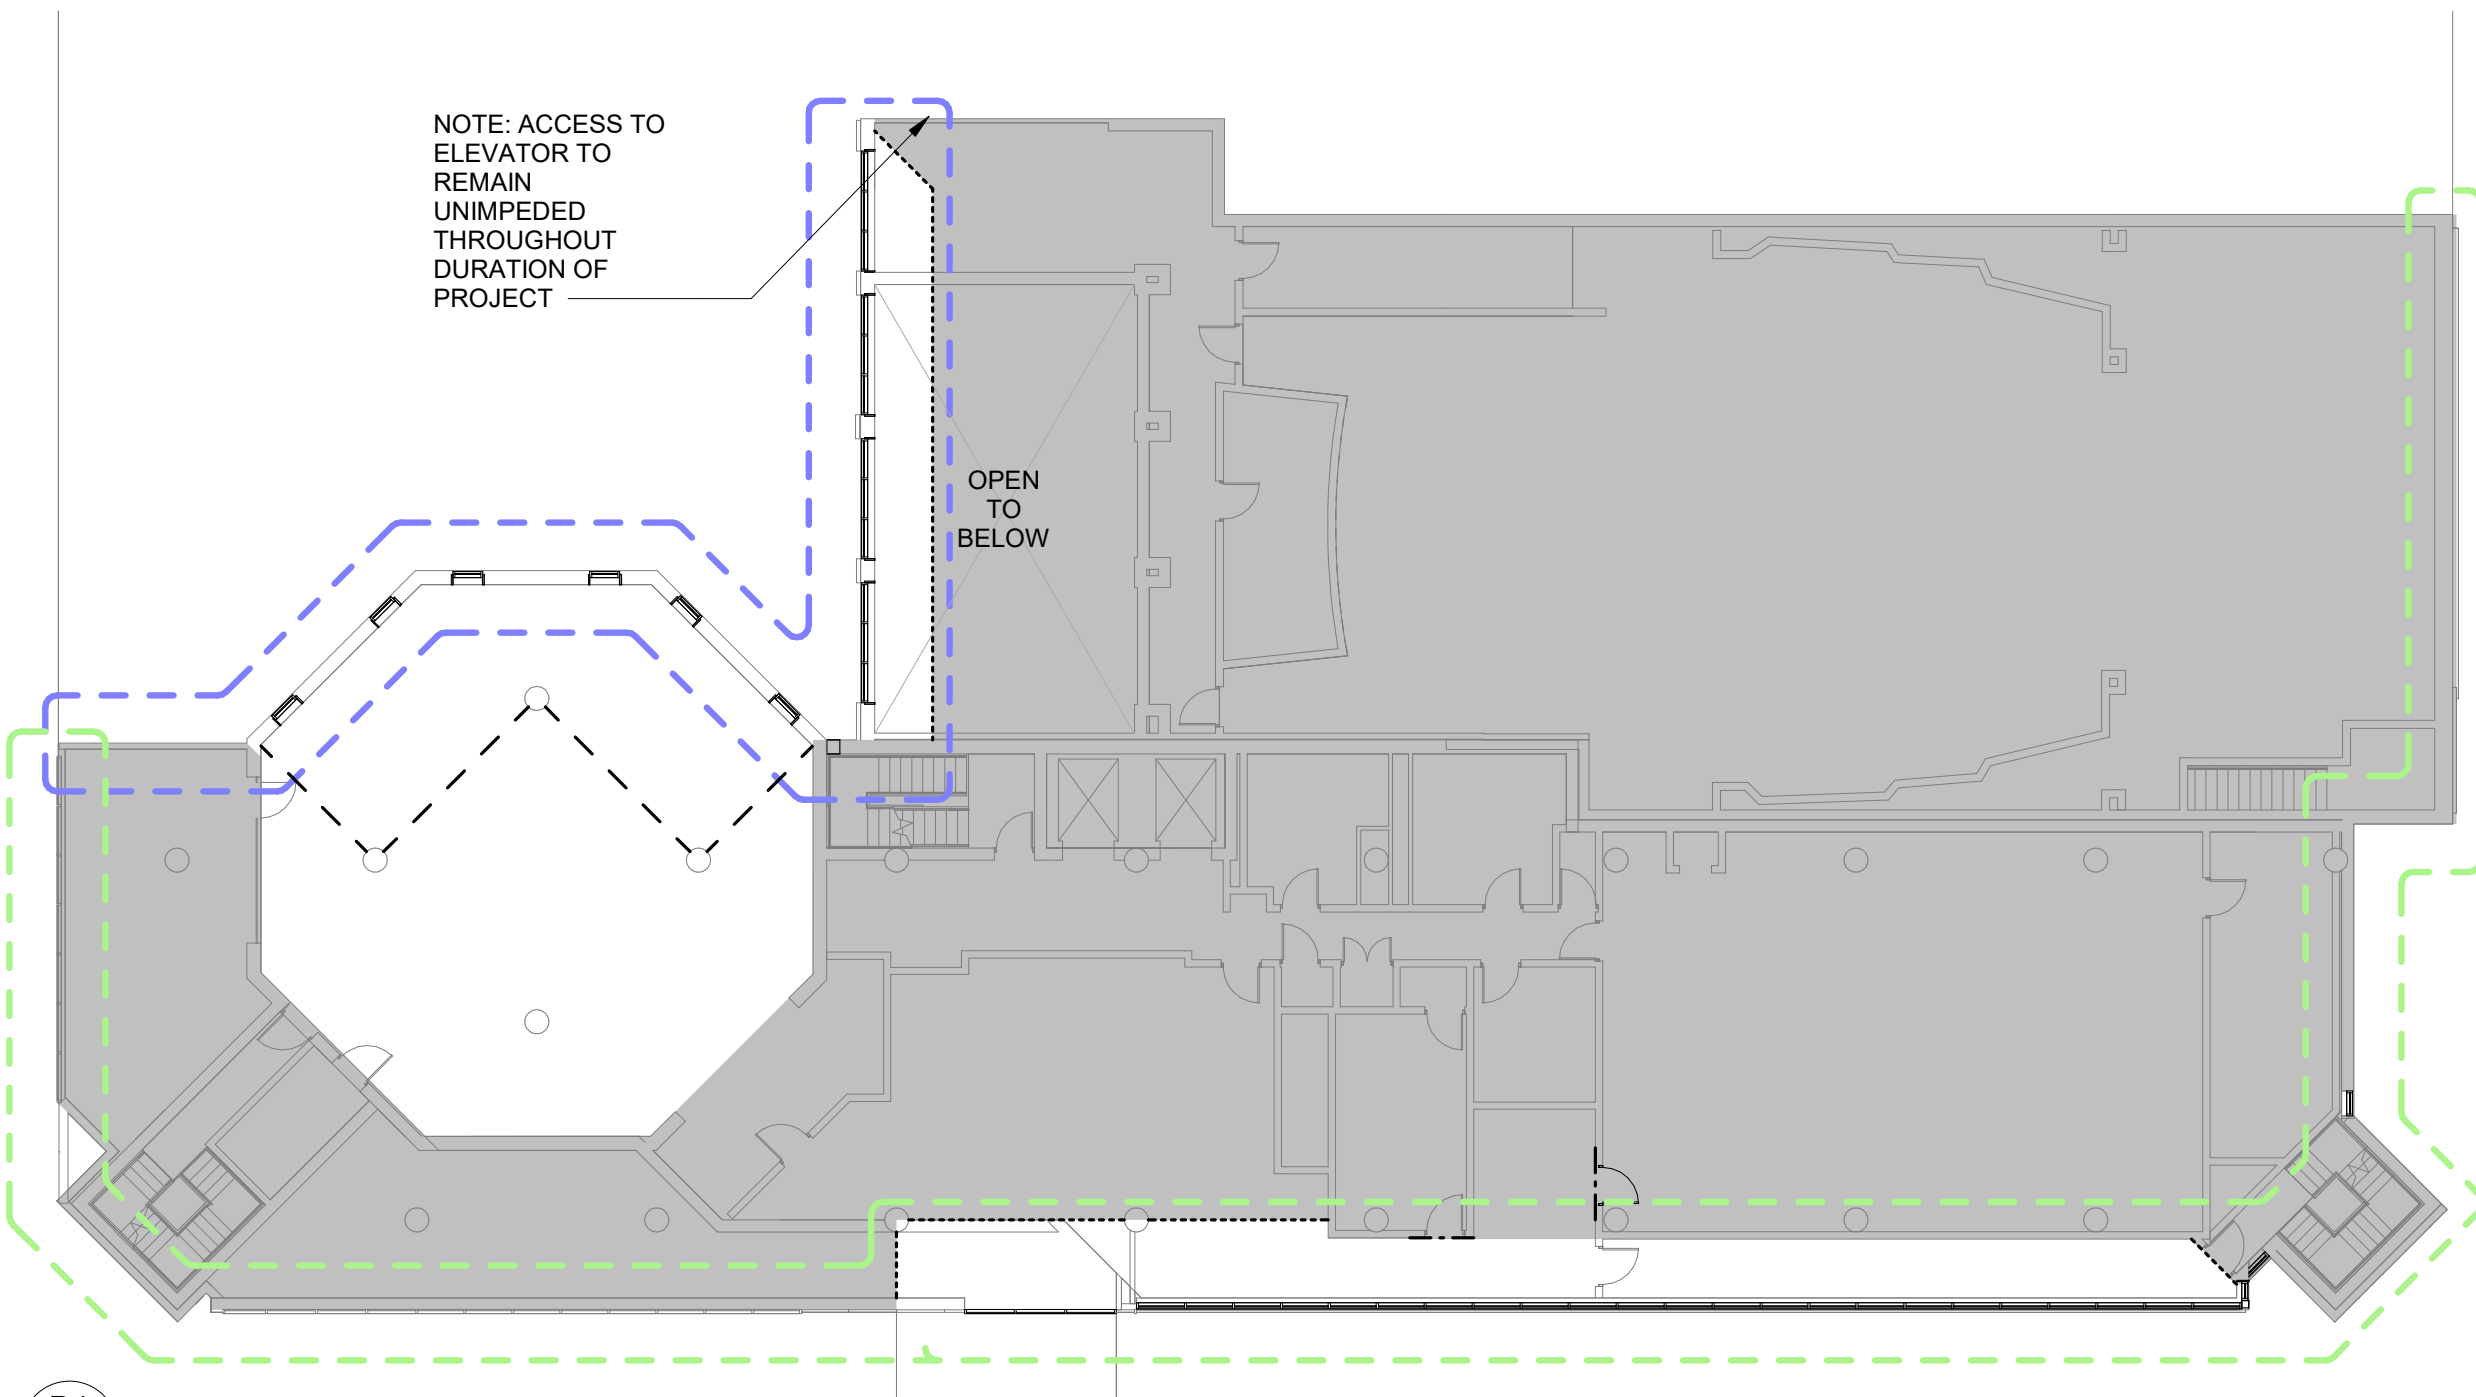 NOTE: ACCESS TO
ELEVATOR TO
REMAIN
UNIMPEDED
THROUGHOUT
DURATION OF
PROJECT
OPEN
TO
BELOW